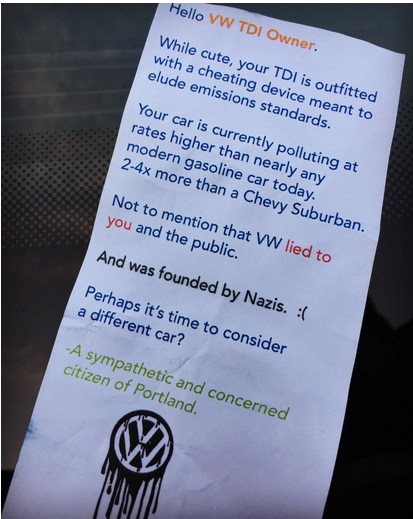 Hello VW TDI Owner.
While cute, your TDI is outfitted
with a cheating device meant to
elude emissions standards.
Your car is currently polluting at
rates higher than nearly any
modern gasoline car today.
2-4x more than a Chevy Suburban.
Not to mention that VW lied to
you and the public.
And was founded by Nazis. :(
Perhaps it's time to consider
a different car?
-A sympathetic and concerned
citizen of Portland.
VW